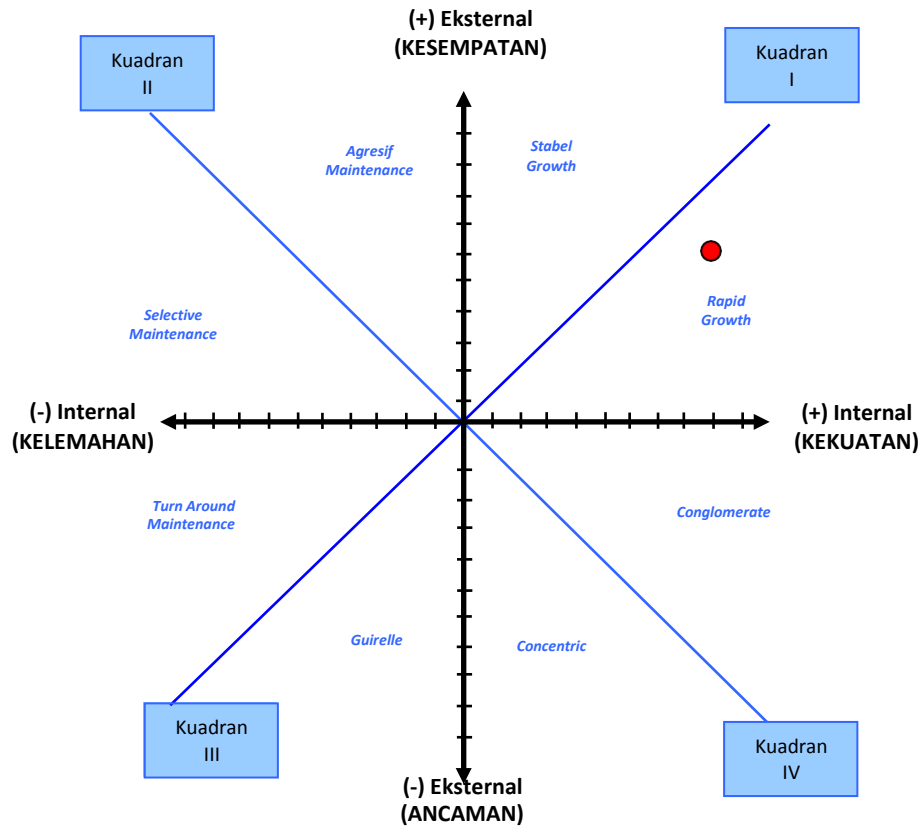 (+) Eksternal
(KESEMPATAN)
Kuadran
II
Kuadran
I
Agresif
Maintenance
Stabel
Growth
Selective
Maintenance
Rapid
Growth
(-) Internal
(KELEMAHAN)
(+) Internal
(KEKUATAN)
Turn Around
Maintenance
Conglomerate
Guirelle
Concentric
Kuadran
III
Kuadran
IV
(-) Eksternal
(ANCAMAN)